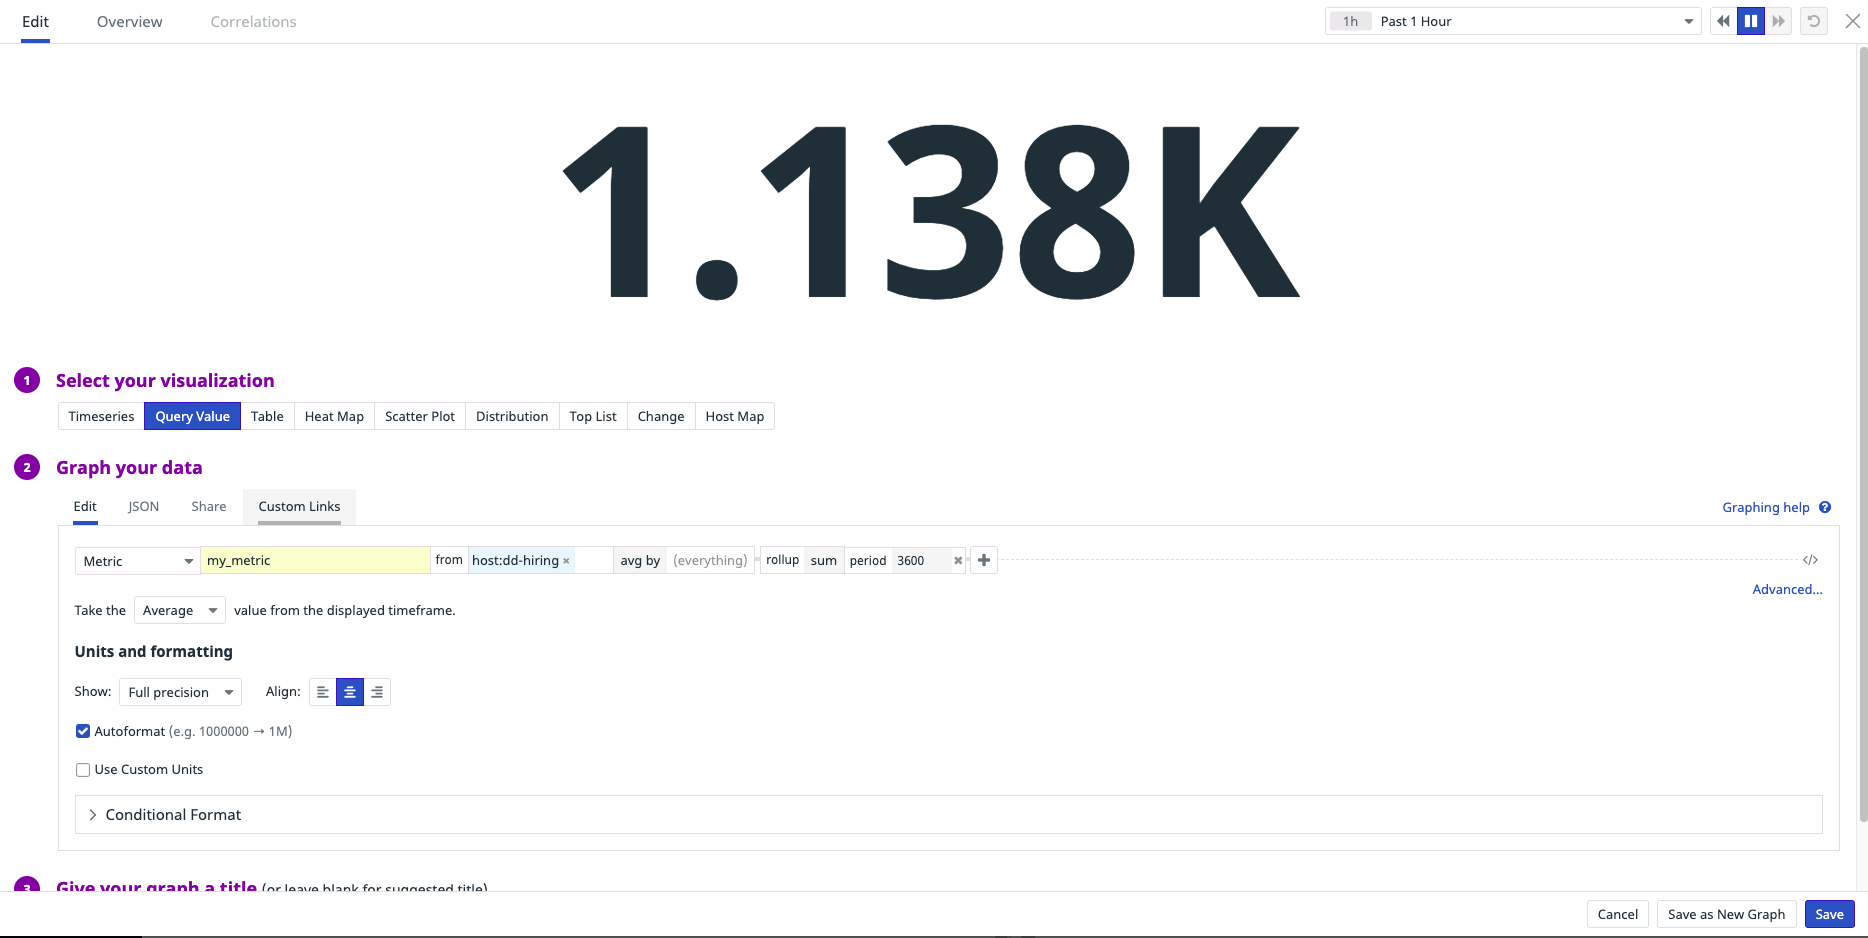 Edit Overview Correlations 1h Past 1 Hour
1.138K
1 Select your visualization
Timeseries Query Value Table Heat Map Scatter Plot Distribution Top List Change Host Map
2 Graph your data
Edit JSON Share Custom Links Graphing help ?
Metric my_metric from host:dd-hiring × avg by (everything) rollup sum period 3600 ✖ + </>
Advanced...
Take the Average value from the displayed timeframe.
Units and formatting
Show: Full precision Align:
Autoformat (e.g. 1000000 → 1M)
Use Custom Units
Conditional Format
3 Give your graph a title (or leave blank for suggested title)
Cancel Save as New Graph Save